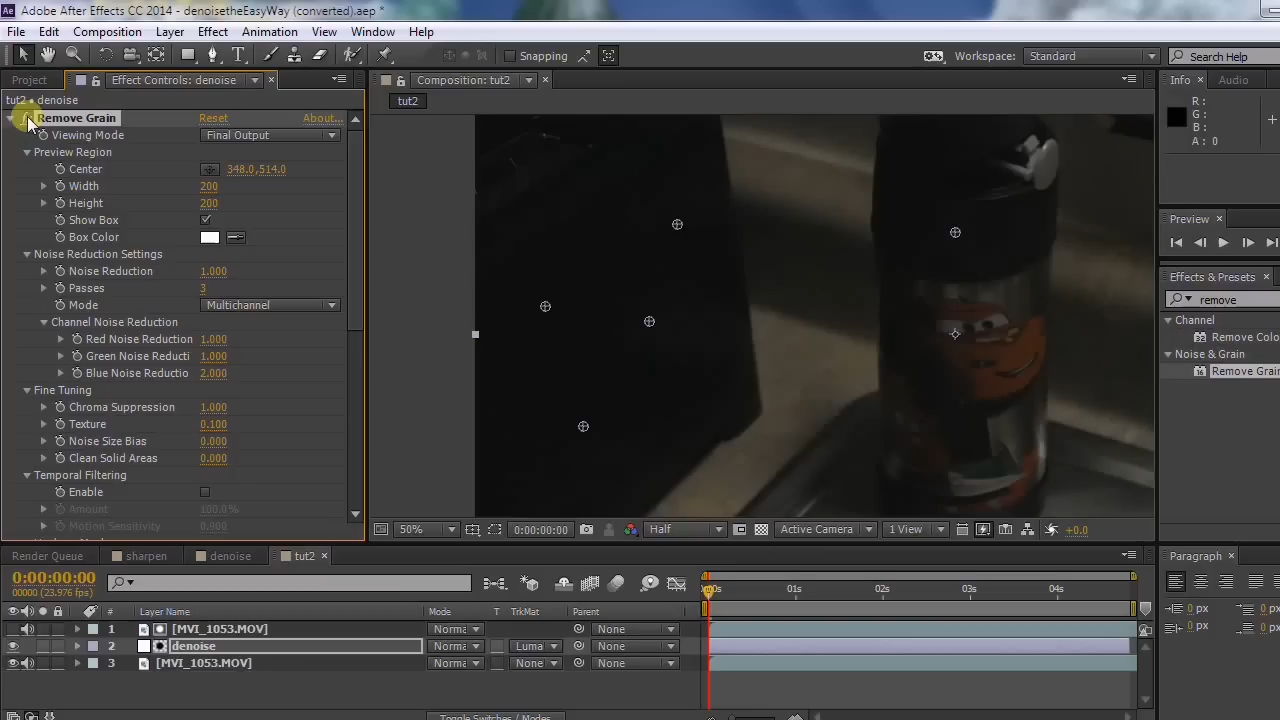 Adobe After Effects CC 2014 - denoisetheEasyWay (converted).aep *
File Edit Composition Layer Effect Animation View Window Help
Snapping Workspace: Standard Search Help
Project Effect Controls: denoise Composition: tut2 Info Audio
tut2 • denoise tut2
Remove Grain Reset About...
Viewing Mode Final Output
Preview Region
Center 348.0,514.0
Width 200
Height 200
Show Box
Box Color
Noise Reduction Settings
Noise Reduction 1.000
Passes 3
Mode Multichannel
Channel Noise Reduction
Red Noise Reduction 1.000
Green Noise Reducti 1.000
Blue Noise Reductio 2.000
Fine Tuning
Chroma Suppression 1.000
Texture 0.100
Noise Size Bias 0.000
Clean Solid Areas 0.000
Temporal Filtering
Enable
Amount 100.0%
Motion Sensitivity 0.900
R:
G:
B:
A: 0
Preview
Effects & Presets
remove
Channel
Remove Colo
Noise & Grain
Remove Grain
50% 0:00:00:00 Half Active Camera 1 View +0.0
Render Queue sharpen denoise tut2 Paragraph
0:00:00:00
00000 (23.976 fps)
01s 02s 03s 04s
# Layer Name Mode T TrkMat Parent
1 [MVI_1053.MOV] Norma None
2 denoise Norma Luma None
3 [MVI_1053.MOV] Norma None None
0 px 0 px
0 px 0 px
Toggle Switches / Modes